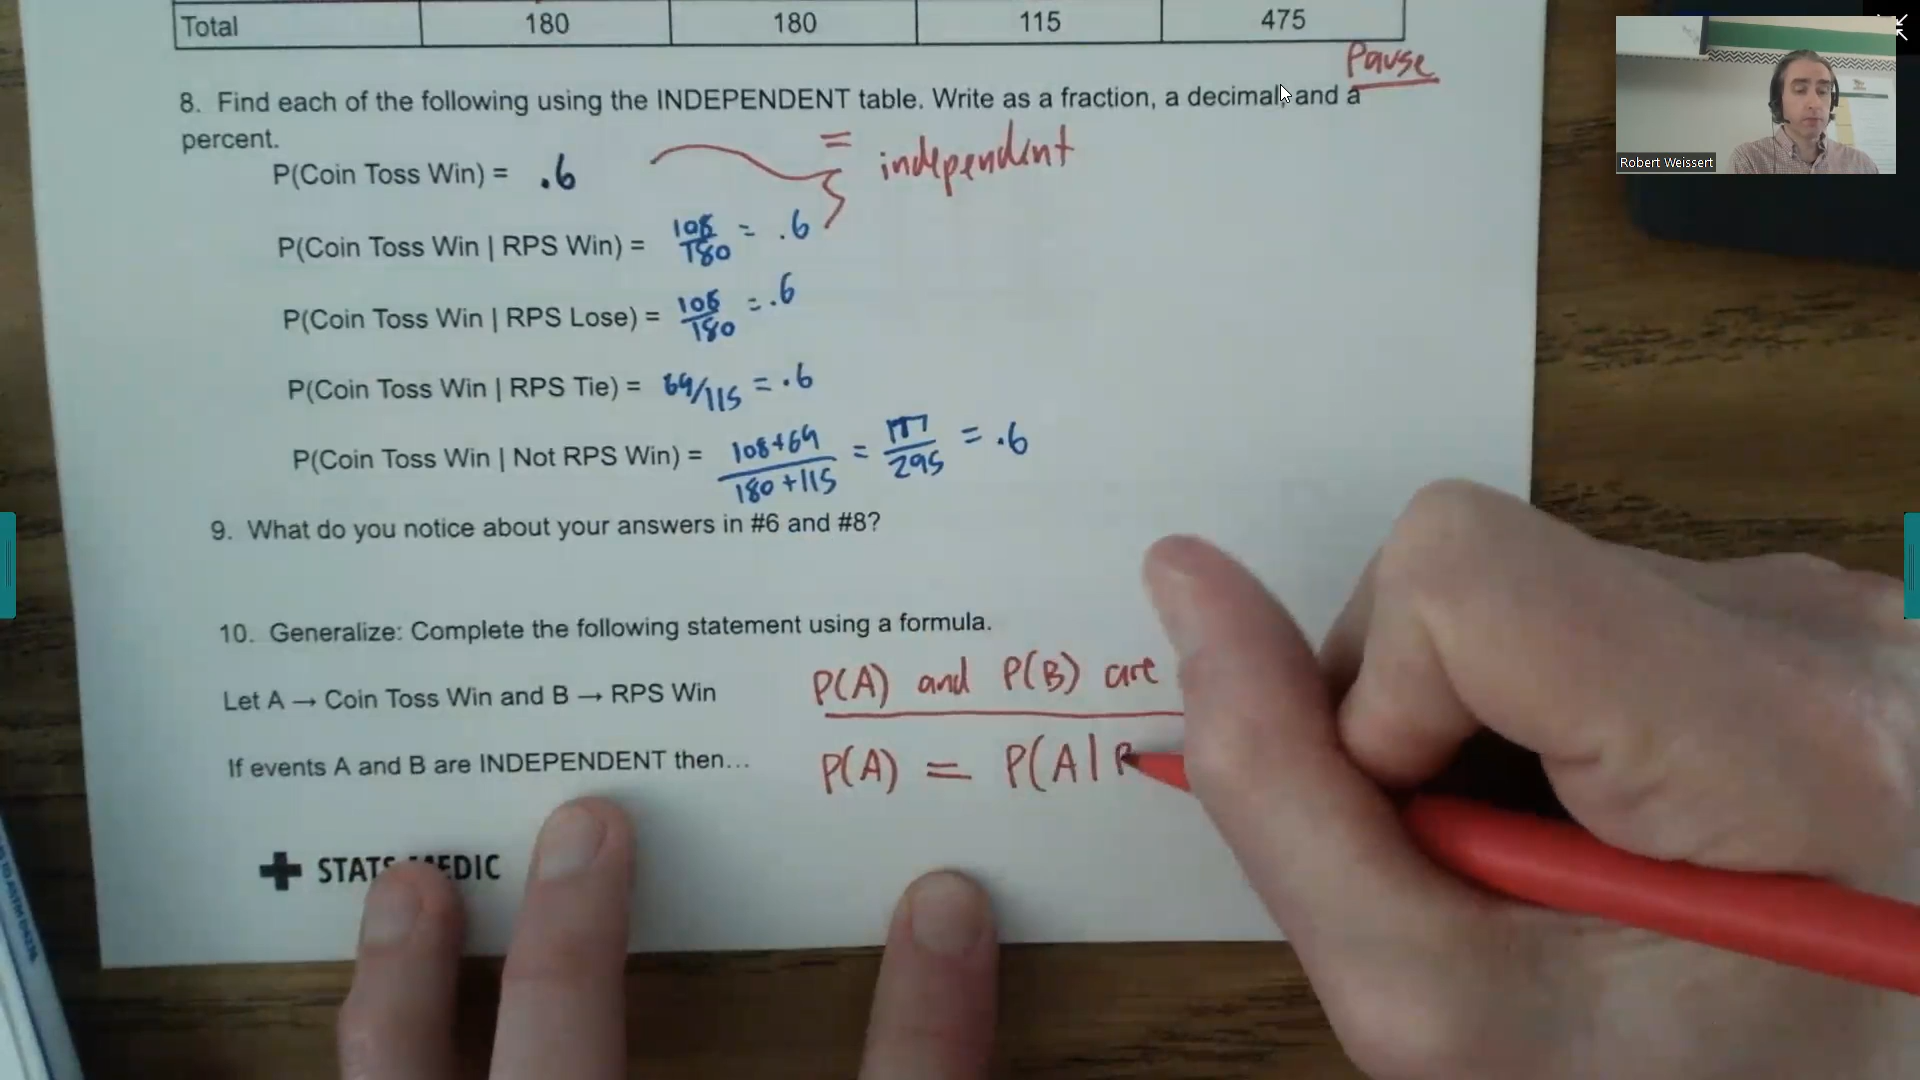 Total 180 180 115 475
Pause
8. Find each of the following using the INDEPENDENT table. Write as a fraction, a decimal, and a
percent.
P(Coin Toss Win) = .6
= independent
P(Coin Toss Win | RPS Win) = 108/180 = .6
P(Coin Toss Win | RPS Lose) = 108/180 = .6
P(Coin Toss Win | RPS Tie) = 69/115 = .6
P(Coin Toss Win | Not RPS Win) = 108+69/180+115 = 177/295 = .6
9. What do you notice about your answers in #6 and #8?
10. Generalize: Complete the following statement using a formula.
P(A) and P(B) are
Let A → Coin Toss Win and B → RPS Win
If events A and B are INDEPENDENT then... P(A) = P(A|B
STATS MEDIC
Robert Weissert